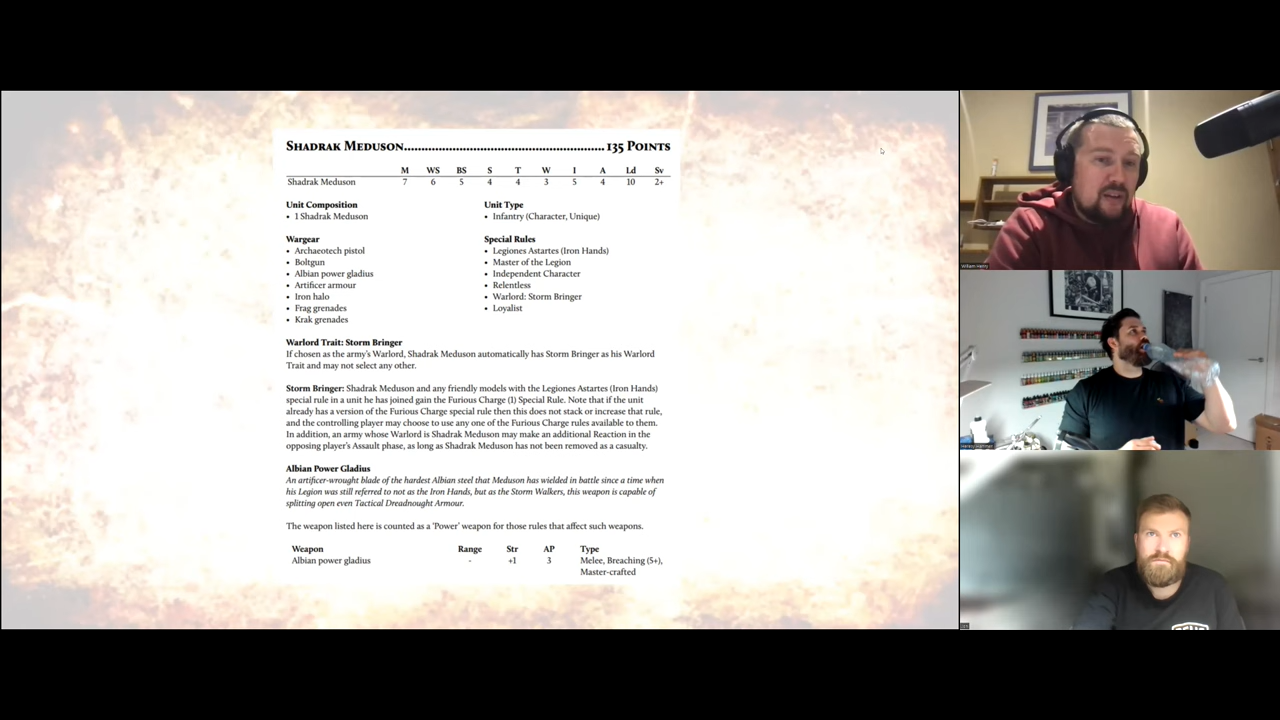 SHADRAK MEDUSON........................................................135 POINTS
M WS BS S T W I A Ld Sv
Shadrak Meduson 7 6 5 4 4 3 5 4 10 2+
Unit Composition
• 1 Shadrak Meduson
Unit Type
• Infantry (Character, Unique)
Wargear
• Archaeotech pistol
• Boltgun
• Albian power gladius
• Artificer armour
• Iron halo
• Frag grenades
• Krak grenades
Special Rules
• Legiones Astartes (Iron Hands)
• Master of the Legion
• Independent Character
• Relentless
• Warlord: Storm Bringer
• Loyalist
Warlord Trait: Storm Bringer
If chosen as the army's Warlord, Shadrak Meduson automatically has Storm Bringer as his Warlord
Trait and may not select any other.
Storm Bringer: Shadrak Meduson and any friendly models with the Legiones Astartes (Iron Hands)
special rule in a unit he has joined gain the Furious Charge (1) Special Rule. Note that if the unit
already has a version of the Furious Charge special rule then this does not stack or increase that rule,
and the controlling player may choose to use any one of the Furious Charge rules available to them.
In addition, an army whose Warlord is Shadrak Meduson may make an additional Reaction in the
opposing player's Assault phase, as long as Shadrak Meduson has not been removed as a casualty.
Albian Power Gladius
An artificer-wrought blade of the hardest Albian steel that Meduson has wielded in battle since a time when
his Legion was still referred to not as the Iron Hands, but as the Storm Walkers, this weapon is capable of
splitting open even Tactical Dreadnought Armour.
The weapon listed here is counted as a 'Power' weapon for those rules that affect such weapons.
Weapon Range Str AP Type
Albian power gladius - +1 3 Melee, Breaching (5+),
Master-crafted